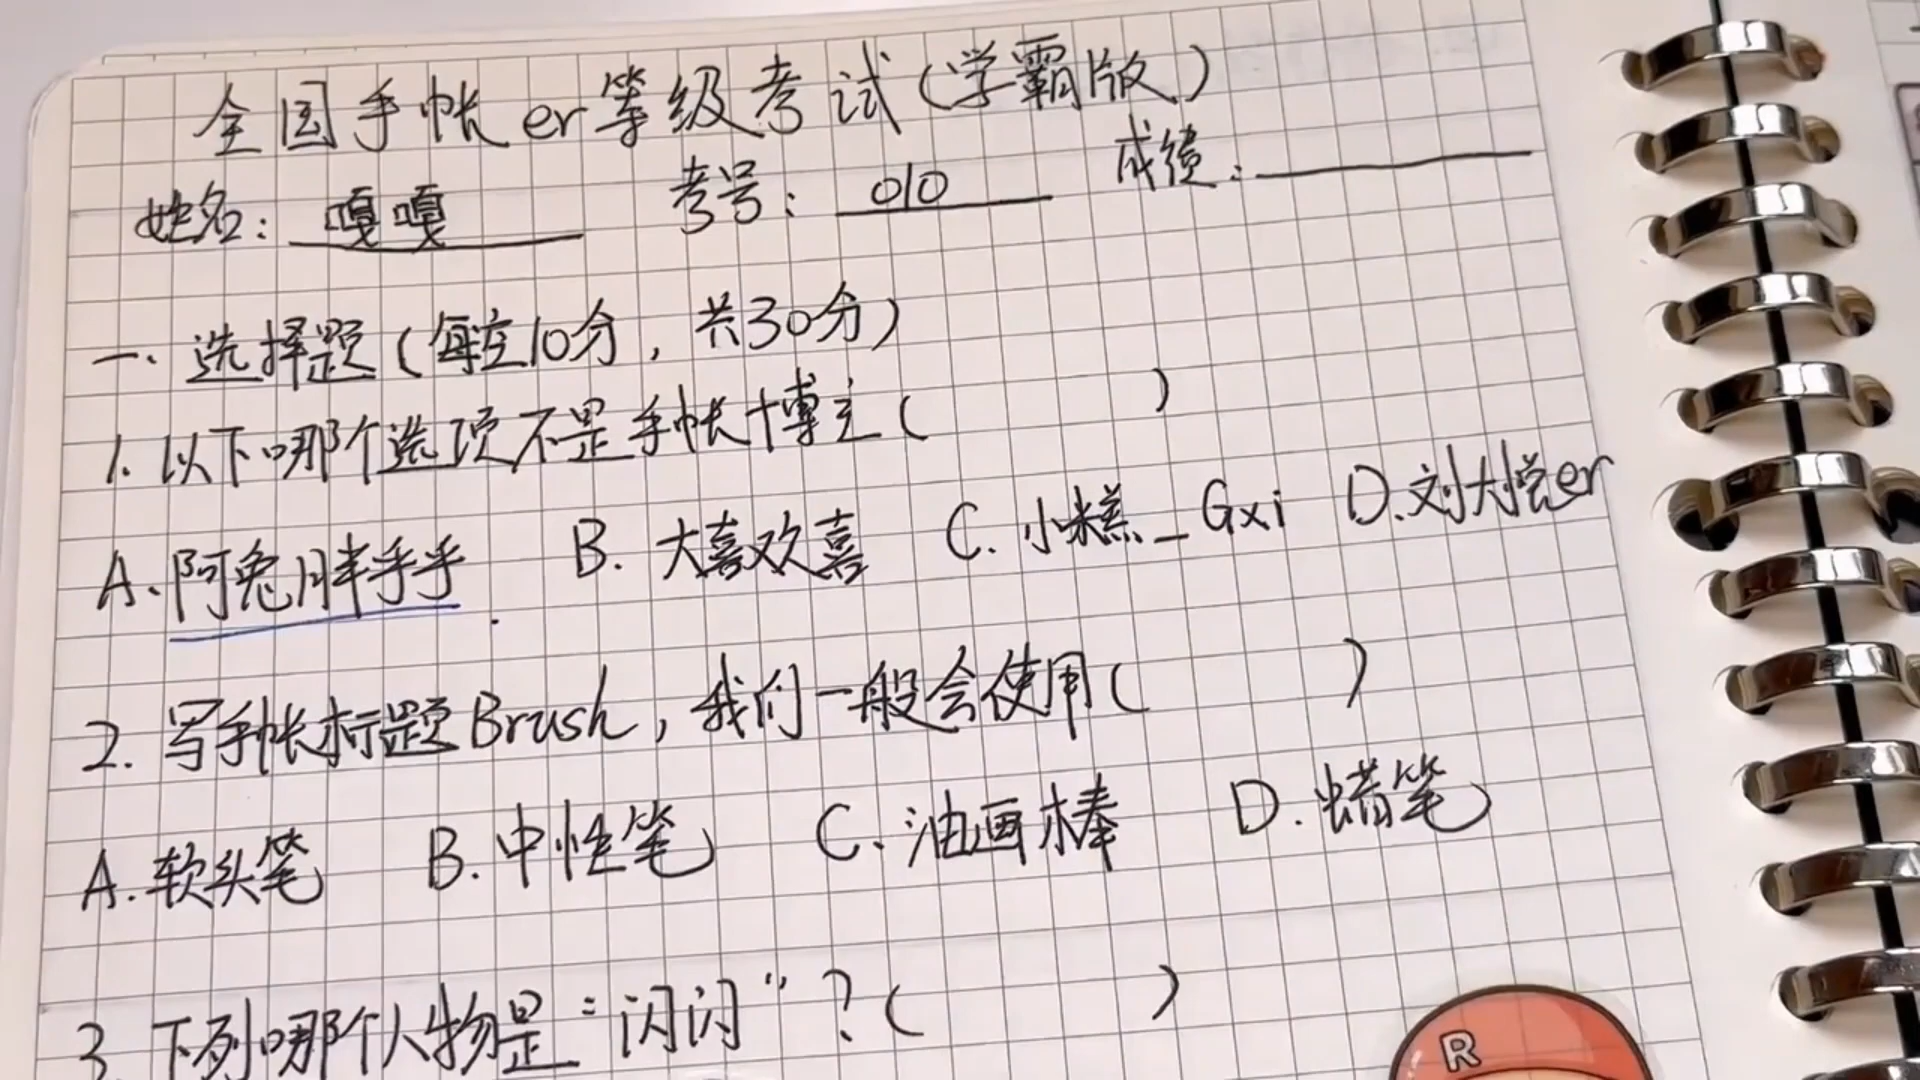 全国手帐er等级考试(学霸版)
姓名: 嘎嘎 考号: 010 成绩:
一. 选择题(每空10分, 共30分)
1. 以下哪个选项不是手帐博主( )
A. 阿兔胖乎乎. B. 大喜欢喜 C. 小糕_Gxi D. 刘大悦er
2. 写手帐标题Brush, 我们一般会使用( )
A. 软头笔 B. 中性笔 C. 油画棒 D. 蜡笔
3. 下列哪个人物是“闪闪”?( )
R